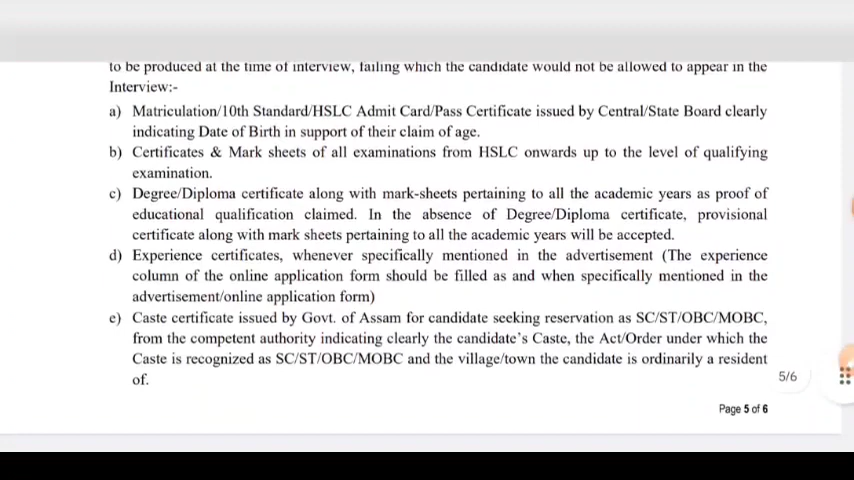 to be produced at the time of interview, failing which the candidate would not be allowed to appear in the
Interview:-
a) Matriculation/10th Standard/HSLC Admit Card/Pass Certificate issued by Central/State Board clearly
indicating Date of Birth in support of their claim of age.
b) Certificates & Mark sheets of all examinations from HSLC onwards up to the level of qualifying
examination.
c) Degree/Diploma certificate along with mark-sheets pertaining to all the academic years as proof of
educational qualification claimed. In the absence of Degree/Diploma certificate, provisional
certificate along with mark sheets pertaining to all the academic years will be accepted.
d) Experience certificates, whenever specifically mentioned in the advertisement (The experience
column of the online application form should be filled as and when specifically mentioned in the
advertisement/online application form)
e) Caste certificate issued by Govt. of Assam for candidate seeking reservation as SC/ST/OBC/MOBC,
from the competent authority indicating clearly the candidate's Caste, the Act/Order under which the
Caste is recognized as SC/ST/OBC/MOBC and the village/town the candidate is ordinarily a resident
of.
5/6
Page 5 of 6